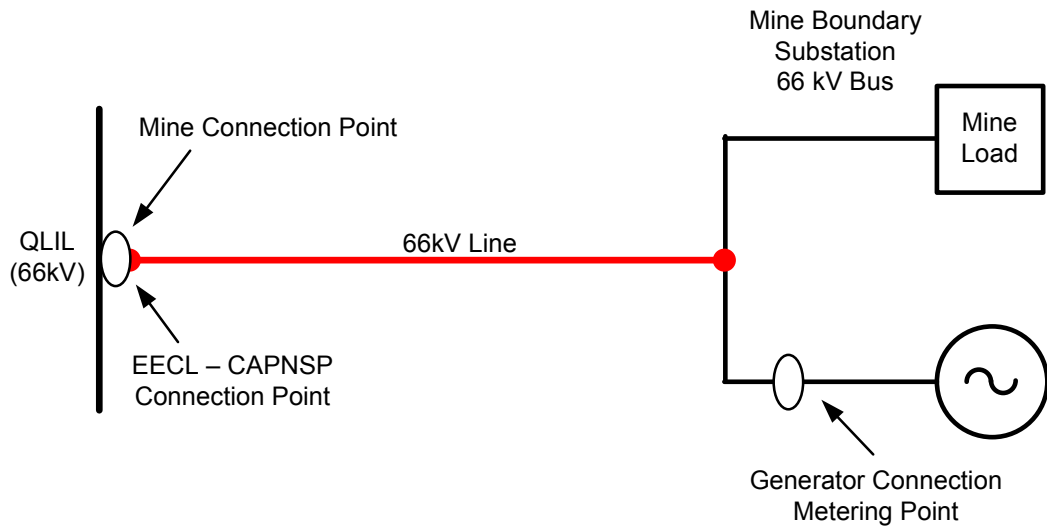 Mine Boundary
Substation
66 kV Bus
Mine Connection Point
Mine
Load
QLIL
(66kV)
66kV Line
EECL – CAPNSP
Connection Point
Generator Connection
Metering Point